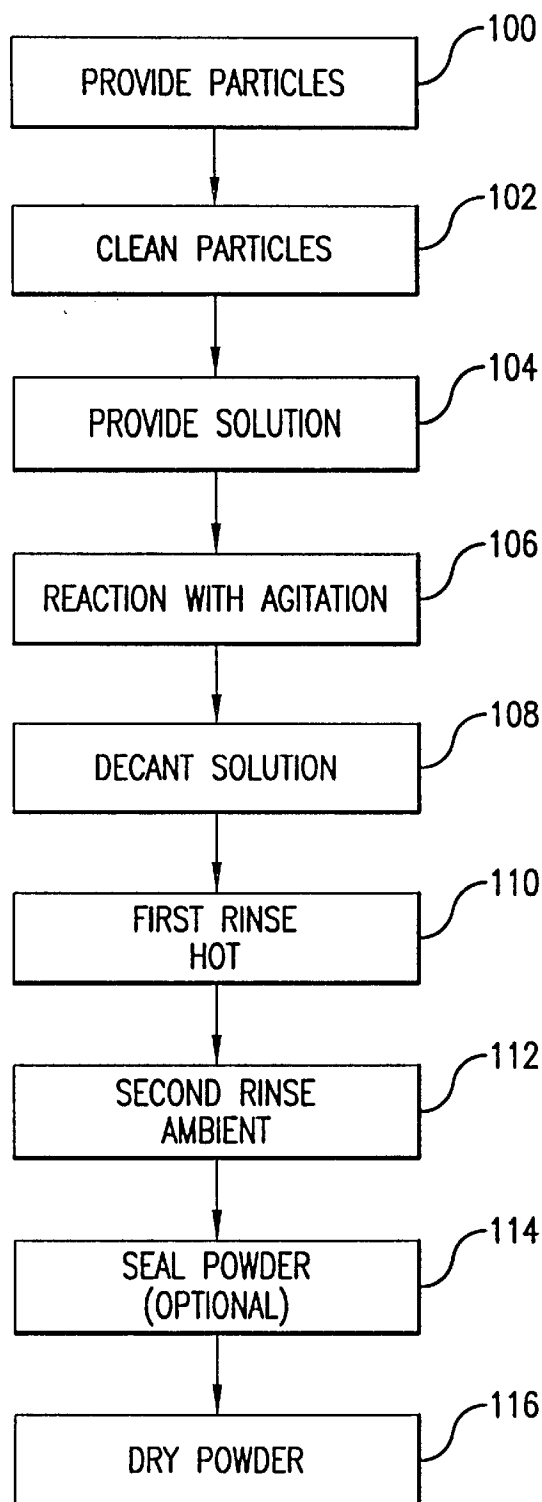 100
PROVIDE PARTICLES
102
CLEAN PARTICLES
104
PROVIDE SOLUTION
106
REACTION WITH AGITATION
108
DECANT SOLUTION
110
FIRST RINSE
HOT
112
SECOND RINSE
AMBIENT
114
SEAL POWDER
(OPTIONAL)
116
DRY POWDER